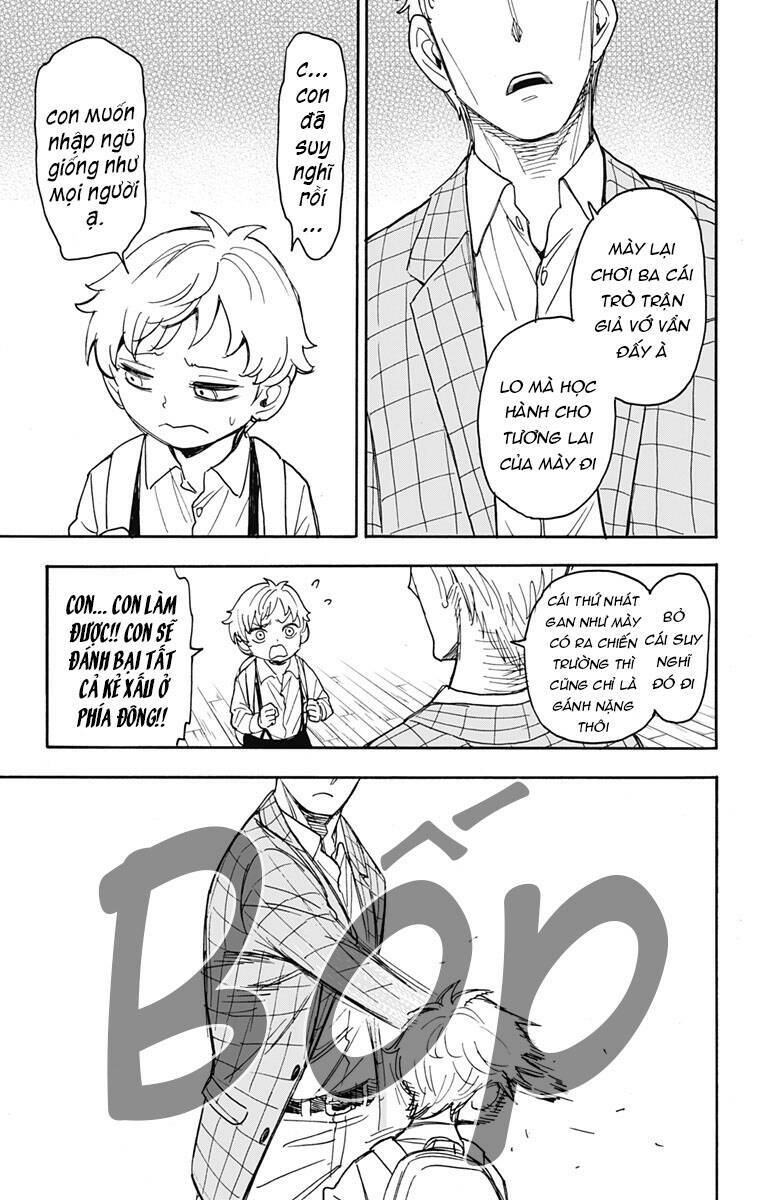 MÀY LẠI
CHƠI BA CÁI
TRÒ TRẬN
GIẢ VỚ VẨN
ĐẤY À
LO MÀ HỌC
HÀNH CHO
TƯƠNG LAI
CỦA MÀY ĐI
C...
CON
ĐÃ
SUY
NGHĨ
RỒI
...
CON MUỐN
NHẬP NGŨ
GIỐNG NHƯ
MỌI NGƯỜI
Ạ.
BỎ
CÁI SUY
NGHĨ
ĐÓ ĐI
CÁI THỨ NHÁT
GAN NHƯ MÀY
CÓ RA CHIẾN
TRƯỜNG THÌ
CŨNG CHỈ LÀ
GÁNH NẶNG
THÔI
CON... CON LÀM
ĐƯỢC!! CON SẼ
ĐÁNH BẠI TẤT
CẢ KẺ XẤU Ở
PHÍA ĐÔNG!!
Bốp